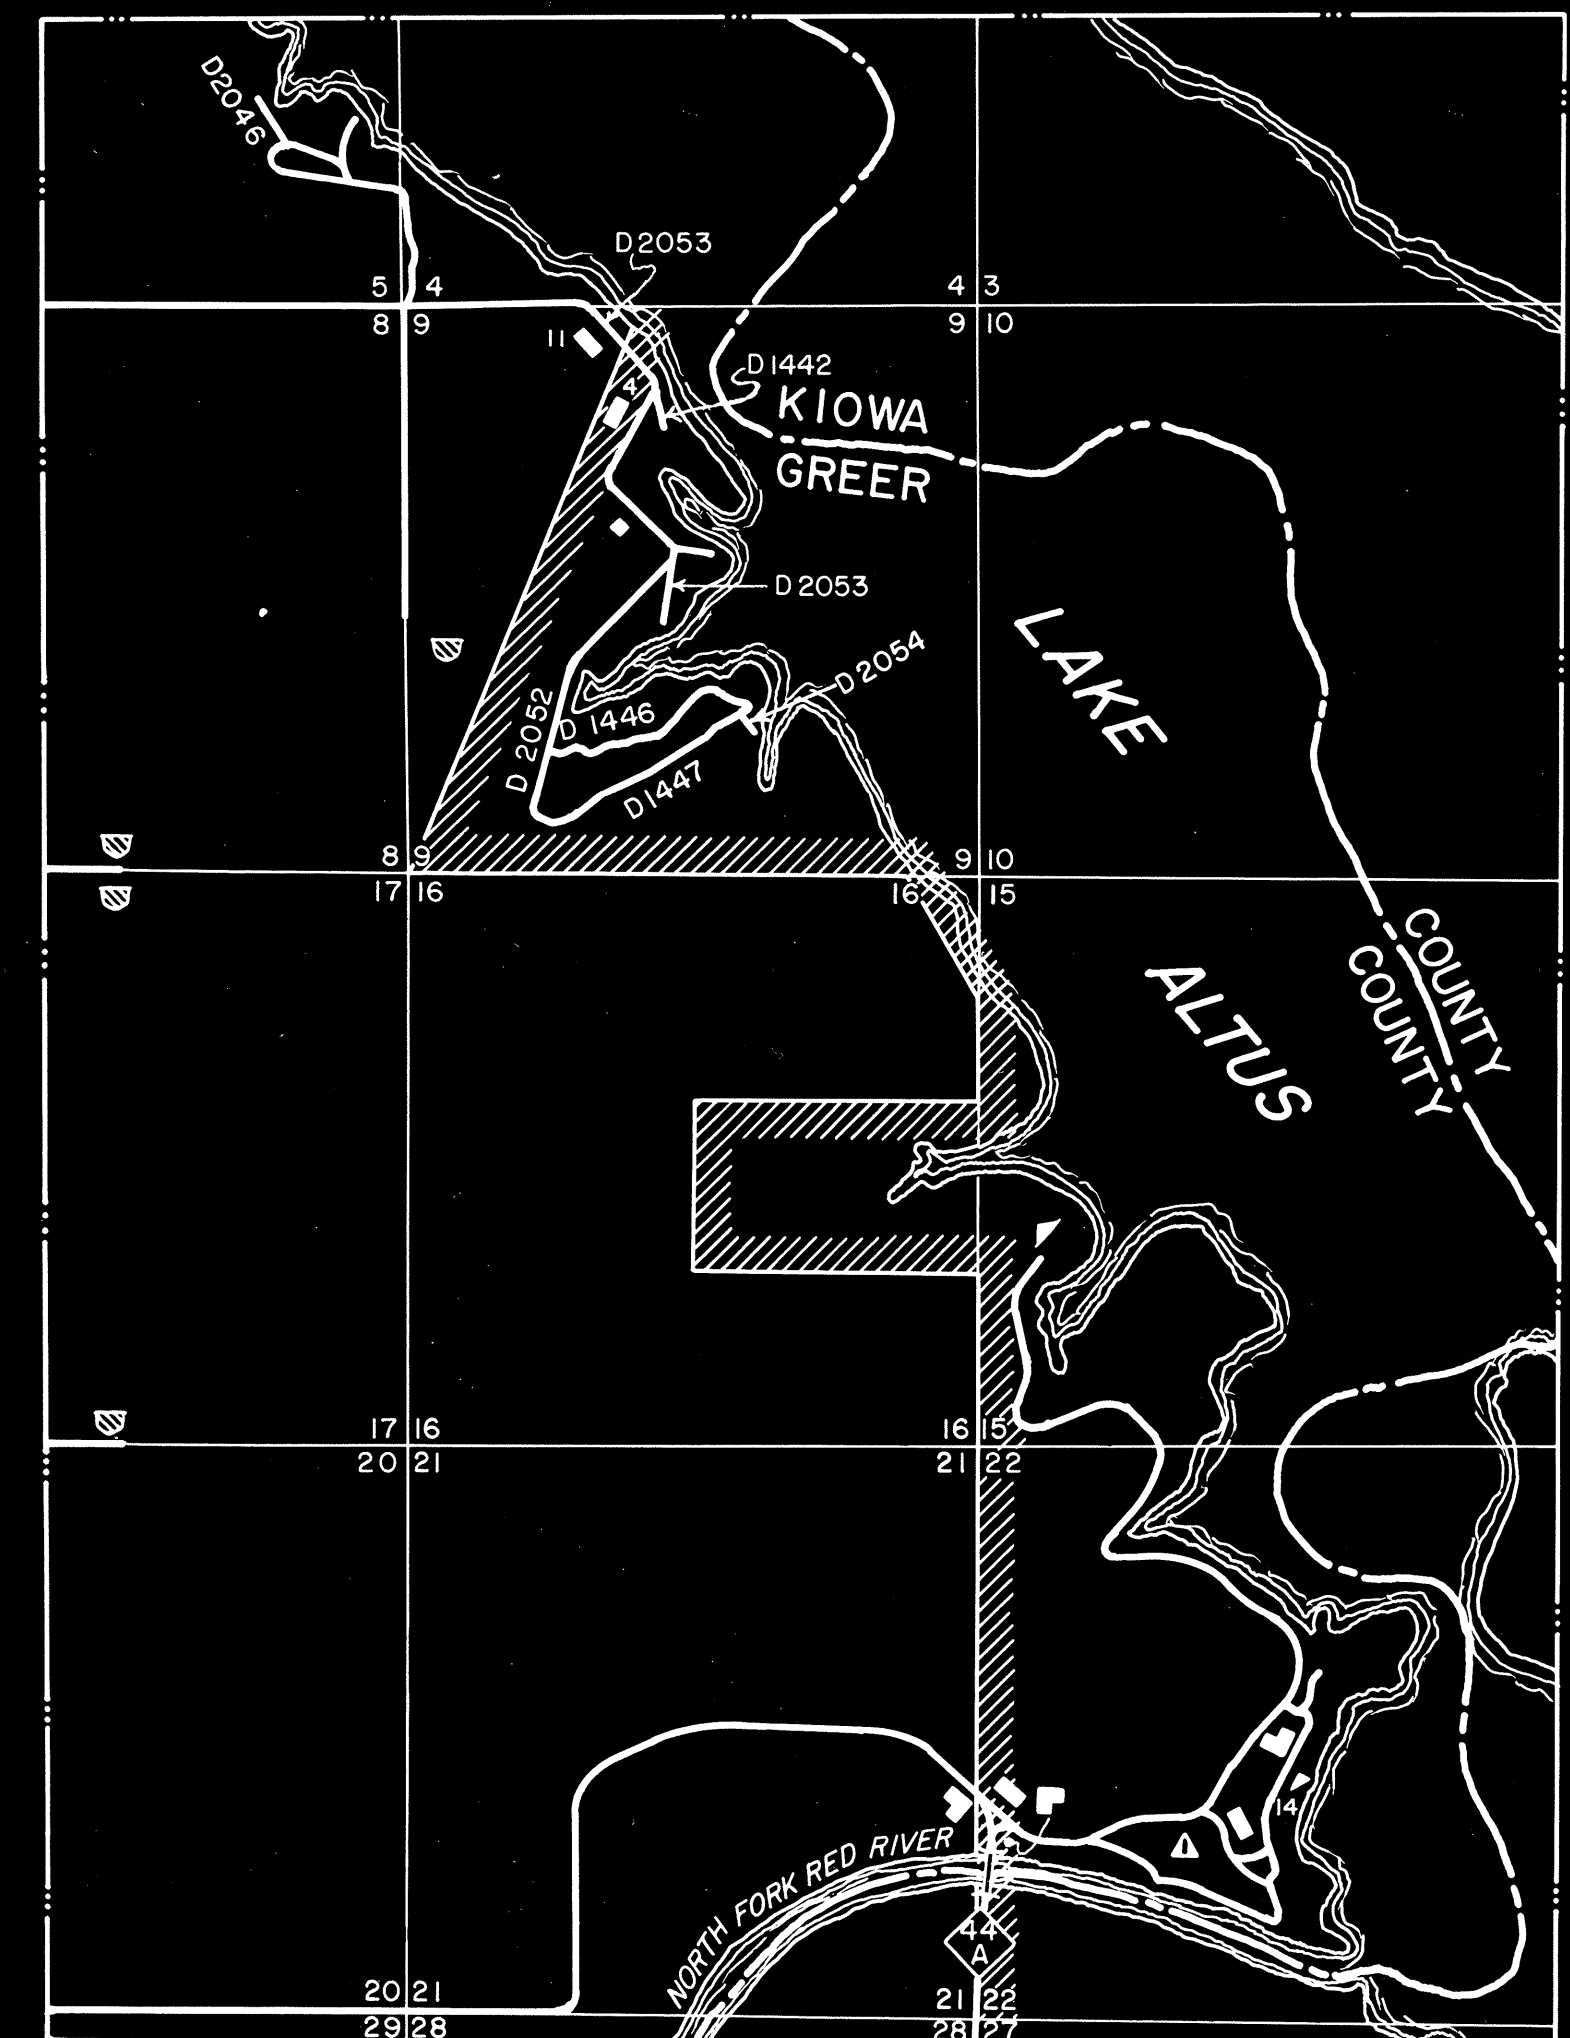 D2046
D2053
5 4
4 3
8 9
9 10
11
D1442
4
KIOWA
GREER
D2053
LAKE
D2054
D 2052
D 1446
D1447
8 9
9 10
17 16
16 15
COUNTY
COUNTY
ALTUS
17 16
16 15
20 21
21 22
14
NORTH FORK RED RIVER
44
A
20 21
21 22
29 28
28 27